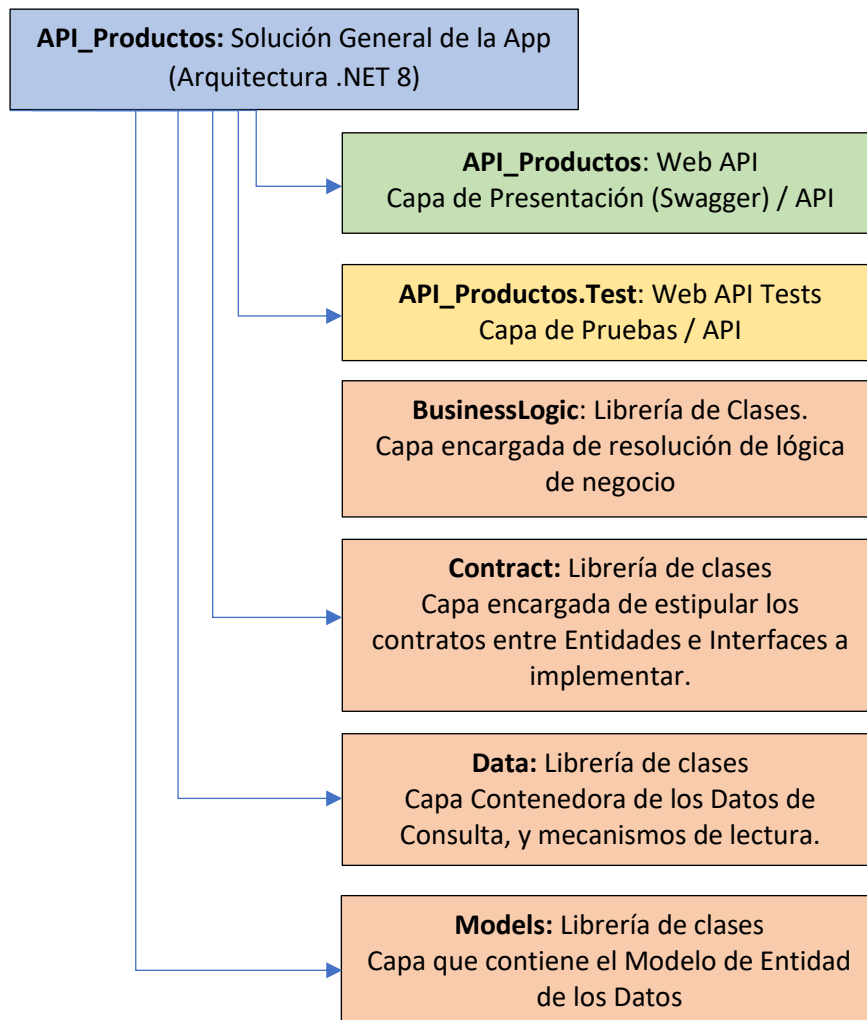 API_Productos: Solución General de la App
(Arquitectura .NET 8)
API_Productos: Web API
Capa de Presentación (Swagger) / API
API_Productos.Test: Web API Tests
Capa de Pruebas / API
BusinessLogic: Librería de Clases.
Capa encargada de resolución de lógica
de negocio
Contract: Librería de clases
Capa encargada de estipular los
contratos entre Entidades e Interfaces a
implementar.
Data: Librería de clases
Capa Contenedora de los Datos de
Consulta, y mecanismos de lectura.
Models: Librería de clases
Capa que contiene el Modelo de Entidad
de los Datos